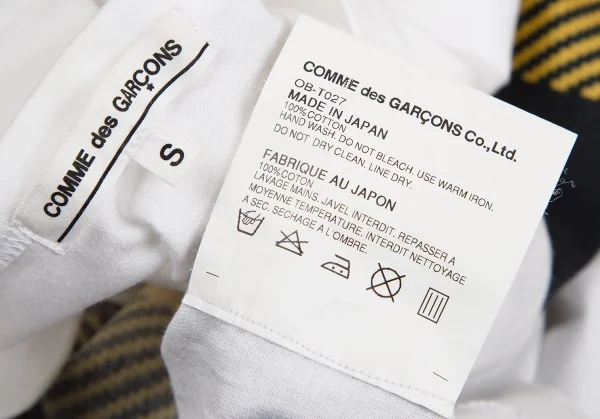 COMME des GARÇONS
S
COMME des GARÇONS Co.,Ltd.
OB-T027
MADE IN JAPAN
100%COTTON
HAND WASH. DO NOT BLEACH. USE WARM IRON.
DO NOT DRY CLEAN. LINE DRY.
FABRIQUE AU JAPON
100%COTTON
LAVAGE MAINS. JAVEL INTERDIT. REPASSER A
MOYENNE TEMPERATURE. INTERDIT NETTOYAGE
A SEC. SECHAGE A L'OMBRE.